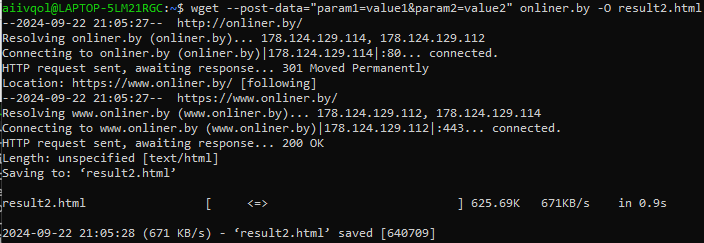 aiivqol@LAPTOP-5LM21RGC:~$ wget --post-data="param1=value1&param2=value2" onliner.by -O result2.html
--2024-09-22 21:05:27--  http://onliner.by/
Resolving onliner.by (onliner.by)... 178.124.129.114, 178.124.129.112
Connecting to onliner.by (onliner.by)|178.124.129.114|:80... connected.
HTTP request sent, awaiting response... 301 Moved Permanently
Location: https://www.onliner.by/ [following]
--2024-09-22 21:05:27--  https://www.onliner.by/
Resolving www.onliner.by (www.onliner.by)... 178.124.129.112, 178.124.129.114
Connecting to www.onliner.by (www.onliner.by)|178.124.129.112|:443... connected.
HTTP request sent, awaiting response... 200 OK
Length: unspecified [text/html]
Saving to: ‘result2.html’
result2.html                  [     <=>                           ] 625.69K   671KB/s    in 0.9s
2024-09-22 21:05:28 (671 KB/s) - ‘result2.html’ saved [640709]